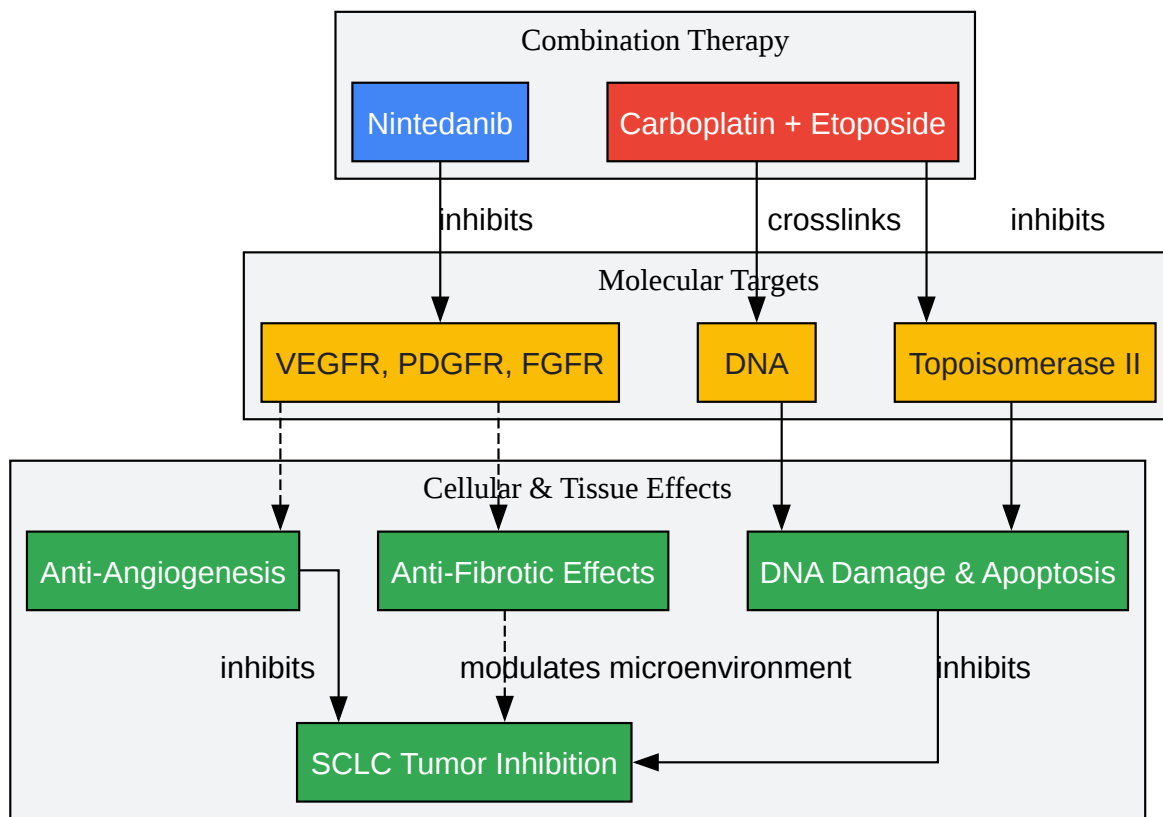 Combination Therapy
Nintedanib
Carboplatin + Etoposide
inhibits
crosslinks
inhibits
Molecular Targets
VEGFR, PDGFR, FGFR
DNA
Topoisomerase II
Cellular & Tissue Effects
Anti-Angiogenesis
Anti-Fibrotic Effects
DNA Damage & Apoptosis
inhibits
modulates microenvironment
inhibits
SCLC Tumor Inhibition